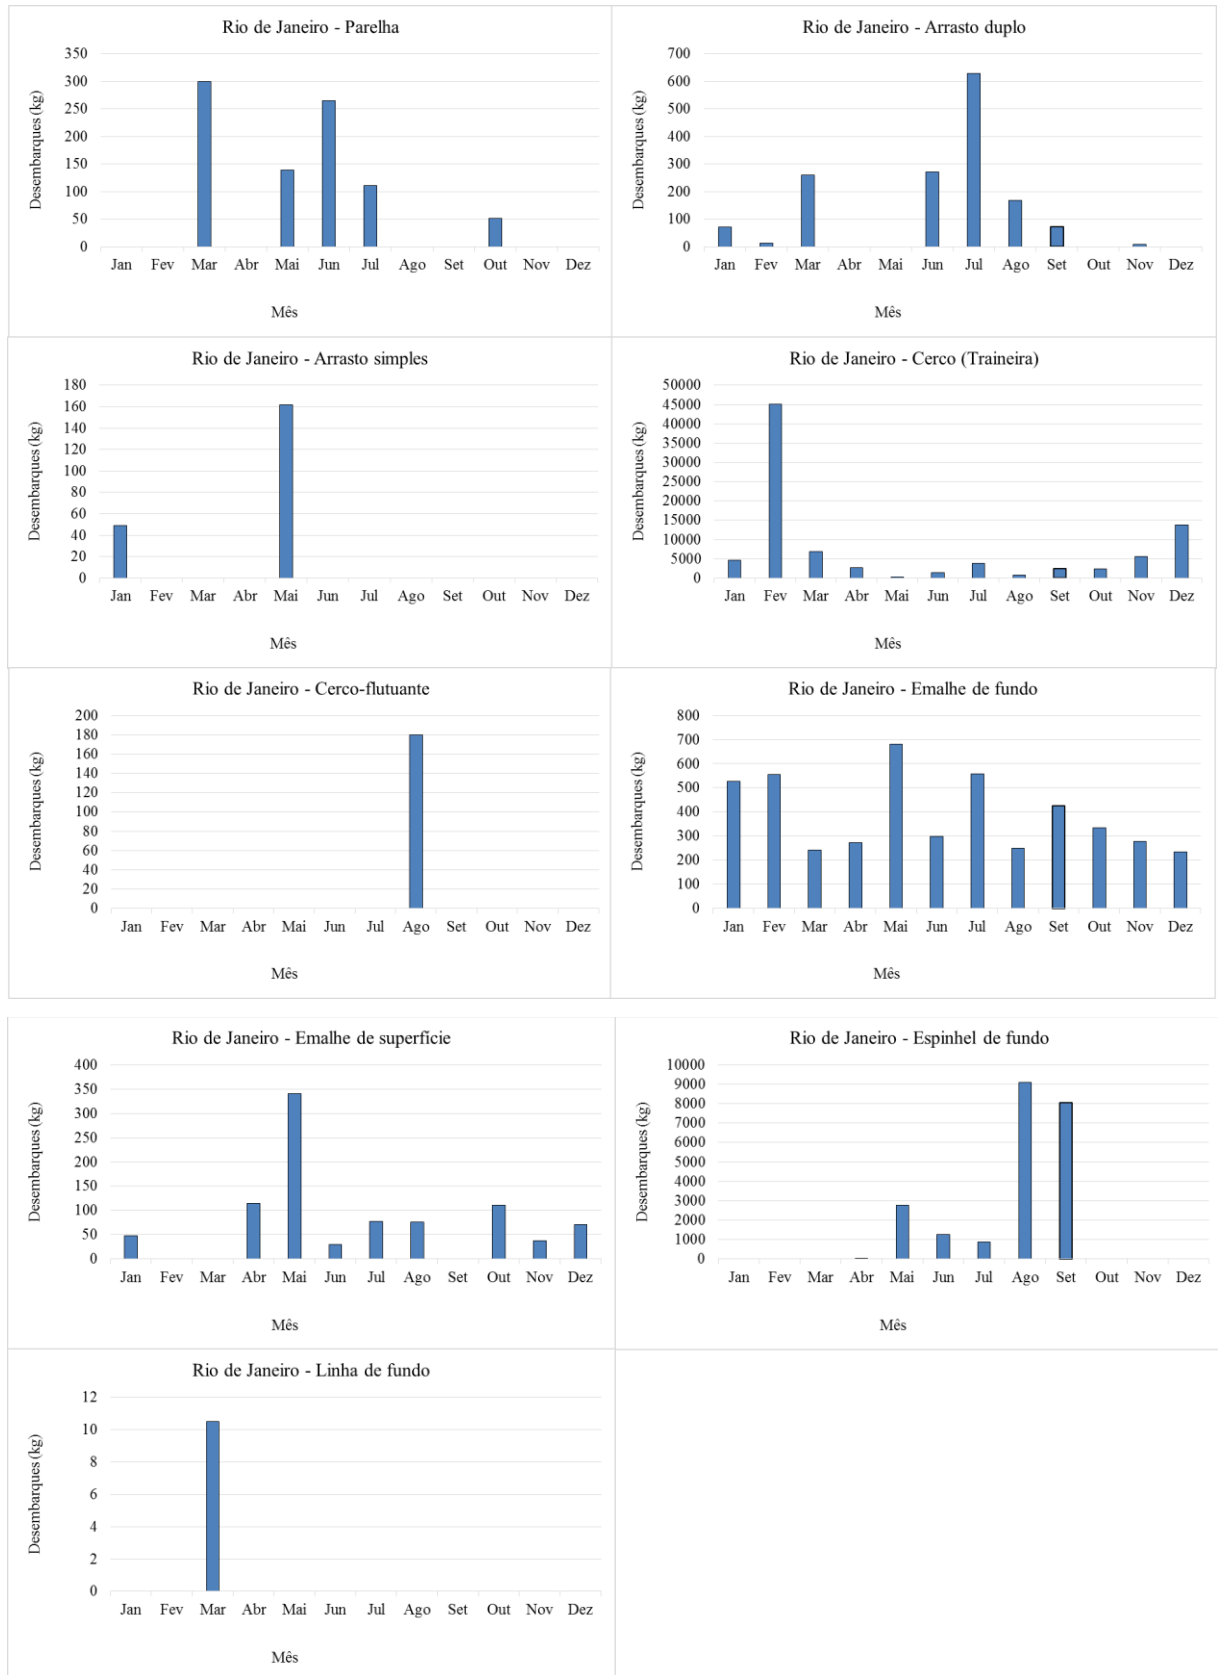 Rio de Janeiro - Parelha
Desembarques (kg)
350
300
250
200
150
100
50
0
Jan Fev Mar Abr Mai Jun Jul Ago Set Out Nov Dez
Mês
Rio de Janeiro - Arrasto duplo
Desembarques (kg)
700
600
500
400
300
200
100
0
Jan Fev Mar Abr Mai Jun Jul Ago Set Out Nov Dez
Mês
Rio de Janeiro - Arrasto simples
Desembarques (kg)
180
160
140
120
100
80
60
40
20
0
Jan Fev Mar Abr Mai Jun Jul Ago Set Out Nov Dez
Mês
Rio de Janeiro - Cerco (Traineira)
Desembarques (kg)
50000
45000
40000
35000
30000
25000
20000
15000
10000
5000
0
Jan Fev Mar Abr Mai Jun Jul Ago Set Out Nov Dez
Mês
Rio de Janeiro - Cerco-flutuante
Desembarques (kg)
200
180
160
140
120
100
80
60
40
20
0
Jan Fev Mar Abr Mai Jun Jul Ago Set Out Nov Dez
Mês
Rio de Janeiro - Emalhe de fundo
Desembarques (kg)
800
700
600
500
400
300
200
100
0
Jan Fev Mar Abr Mai Jun Jul Ago Set Out Nov Dez
Mês
Rio de Janeiro - Emalhe de superfície
Desembarques (kg)
400
350
300
250
200
150
100
50
0
Jan Fev Mar Abr Mai Jun Jul Ago Set Out Nov Dez
Mês
Rio de Janeiro - Espinhel de fundo
Desembarques (kg)
10000
9000
8000
7000
6000
5000
4000
3000
2000
1000
0
Jan Fev Mar Abr Mai Jun Jul Ago Set Out Nov Dez
Mês
Rio de Janeiro - Linha de fundo
Desembarques (kg)
12
10
8
6
4
2
0
Jan Fev Mar Abr Mai Jun Jul Ago Set Out Nov Dez
Mês